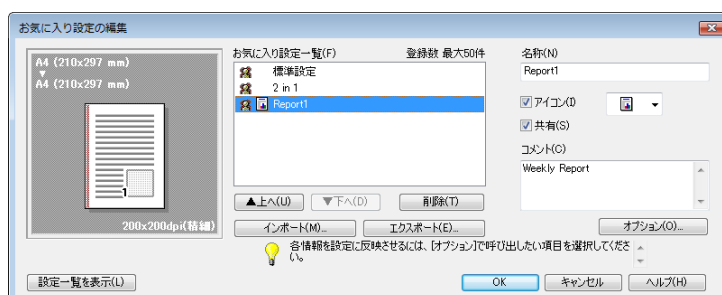 お気に入り設定の編集
A4 (210x297 mm)
A4 (210x297 mm)
1
200x200dpi(精細)
お気に入り設定一覧(F)
登録数 最大50件
標準設定
2 in 1
Report1
▲上へ(U)
▼下へ(D)
削除(T)
インポート(M)...
エクスポート(E)...
名称(N)
Report1
アイコン(I)
共有(S)
コメント(C)
Weekly Report
オプション(O)...
各情報を設定に反映させるには、[オプション]で呼び出したい項目を選択してくださ
い。
設定一覧を表示(L)
OK
キャンセル
ヘルプ(H)